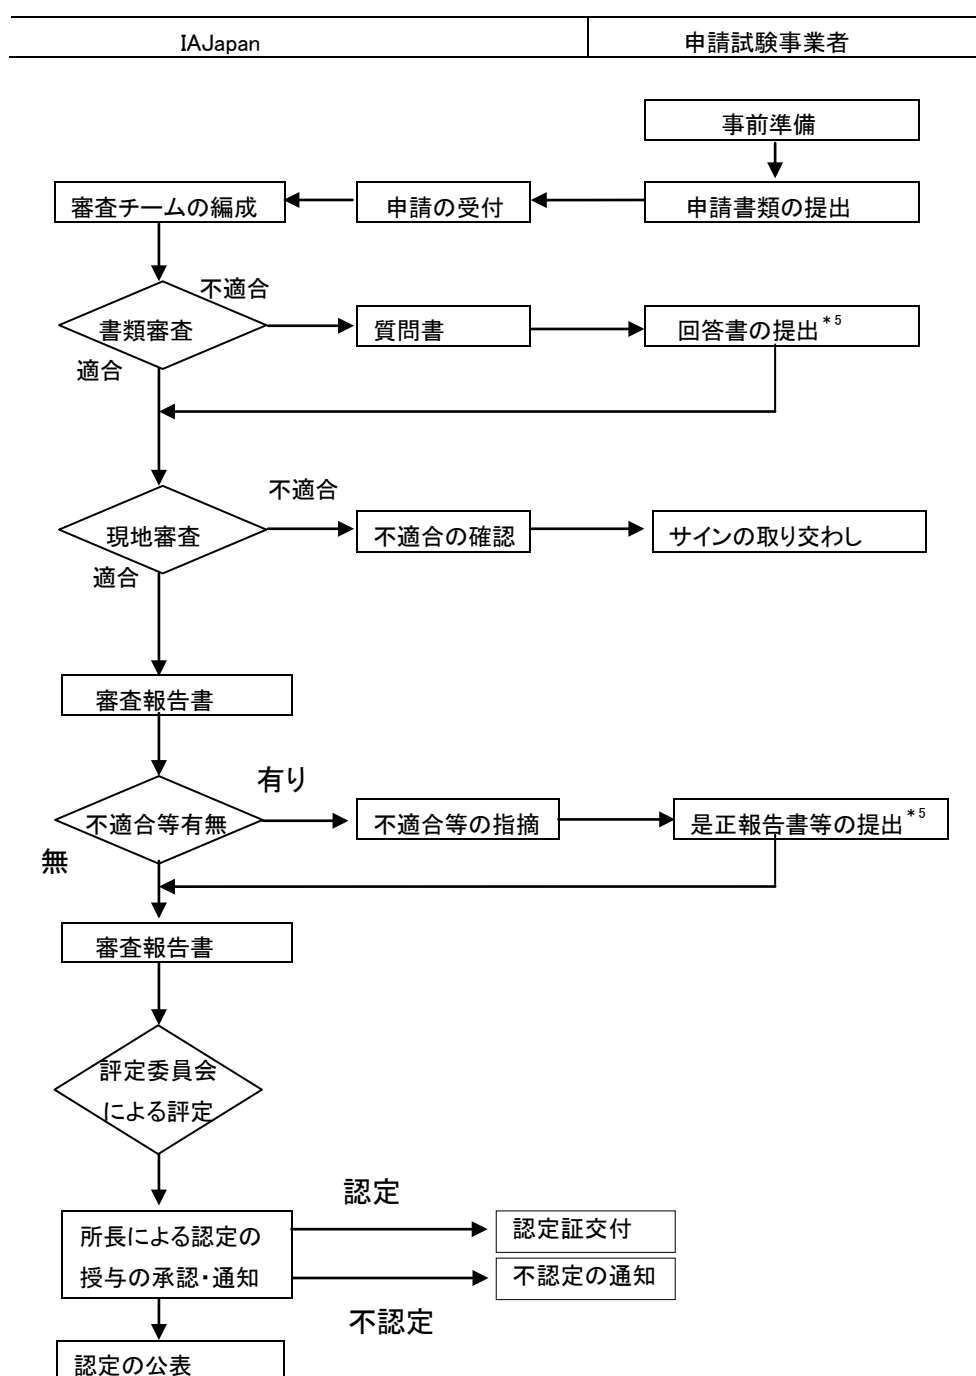 IAJapan
申請試験事業者
事前準備
審査チームの編成
申請の受付
申請書類の提出
不適合
書類審査
質問書
回答書の提出*5
適合
不適合
現地審査
不適合の確認
サインの取り交わし
適合
審査報告書
有り
不適合等有無
不適合等の指摘
是正報告書等の提出*5
無
審査報告書
評定委員会
による評定
認定
所長による認定の
授与の承認・通知
認定証交付
不認定の通知
不認定
認定の公表